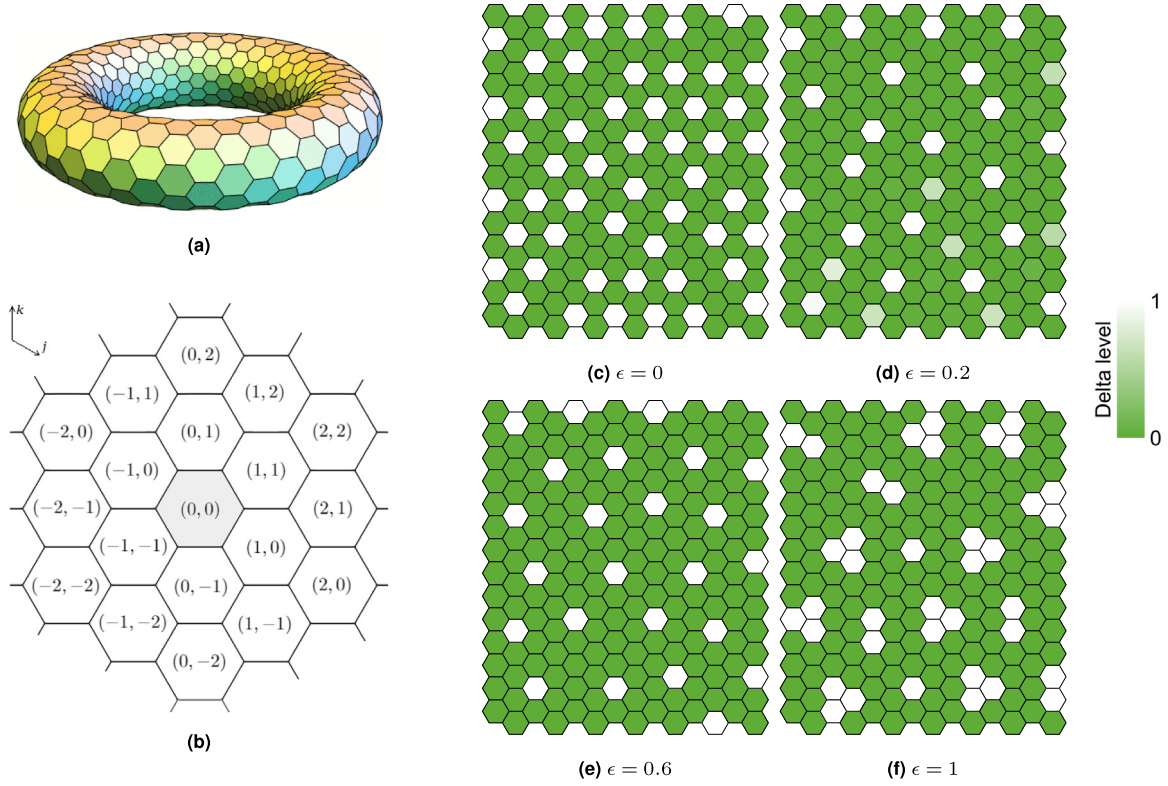 (a)
k
j
(0, 2)
(−1, 1)
(1, 2)
(−2, 0)
(0, 1)
(2, 2)
(−1, 0)
(1, 1)
(−2, −1)
(0, 0)
(2, 1)
(−1, −1)
(1, 0)
(−2, −2)
(0, −1)
(2, 0)
(−1, −2)
(1, −1)
(0, −2)
(b)
(c) ϵ = 0
(d) ϵ = 0.2
(e) ϵ = 0.6
(f) ϵ = 1
Delta level
1
0